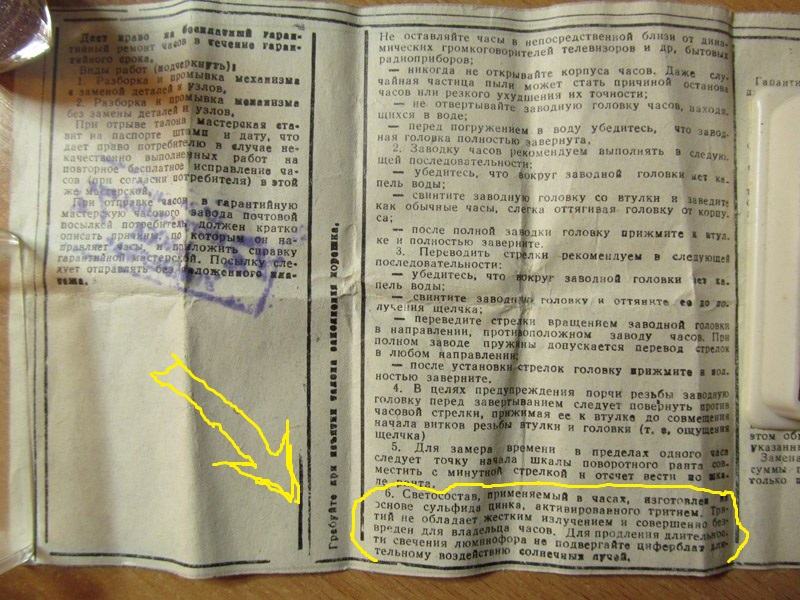 Дает право на бесплатный гаран-
тийный ремонт часов в течение гаран-
тийного срока.
Виды работ (подчеркнуть):
1. Разборка и промывка механизма
с заменой деталей и узлов,
2. Разборка и промывка механизма
без замены деталей и узлов,
При отрыве талона мастерская ста-
вит на паспорте штамп и дату, что
дает право потребителю в случае не-
качественно выполненных работ на
повторное бесплатное исправление ча-
сов (при согласии потребителя) в этой
же мастерской.
При отправке часов в гарантийную
мастерскую часового завода почтовой
посылкой потребитель должен кратко
описать причины, по которым он на-
правляет часы, и приложить справку
гарантийной мастерской. Посылку сле-
дует отправлять без наложенного пла-
тежа.
Требуйте при изъятии талона заполнения корешка.
Не оставляйте часы в непосредственной близи от дина-
мических громкоговорителей телевизоров и др, бытовых
радиоприборов;
— никогда не открывайте корпуса часов. Даже слу-
чайная частица пыли может стать причиной останова
часов или резкого ухудшения их точности;
— не отвертывайте заводную головку часов, находя-
щихся в воде;
— перед погружением в воду убедитесь, что завод-
ная головка полностью завернута,
2. Заводку часов рекомендуем выполнять в следую-
щей последовательности:
— убедитесь, что вокруг заводной головки нет ка-
пель воды;
— свинтите заводную головку со втулки и заведите
как обычные часы, слегка оттягивая головку от корпу-
са;
— после полной заводки головку прижмите к втул-
ке и полностью заверните.
3. Переводить стрелки рекомендуем в следующей
последовательности:
— убедитесь, что вокруг заводной головки нет ка-
пель воды;
— свинтите заводную головку и оттяните ее до по-
лучения щелчка;
— переведите стрелки вращением заводной головки
в направлении, противоположном заводу часов. При
полном заводе пружины допускается перевод стрелок
в любом направлении;
— после установки стрелок головку прижмите и пол-
ностью заверните.
4. В целях предупреждения порчи резьбы заводную
головку перед завертыванием следует повернуть против
часовой стрелки, прижимая ее к втулке до совмещения
начала витков резьбы втулки и головки (т. е. ощущения
щелчка)
5. Для замера времени в пределах одного часа
следует точку начала шкалы поворотного ранта сов-
местить с минутной стрелкой и отсчет вести по шка-
ле ранта.
6. Светосостав, применяемый в часах, изготовлен на
основе сульфида цинка, активированного тритием. Три-
тий не обладает жестким излучением и совершенно без-
вреден для владельца часов. Для продления длительнос-
ти свечения люминофора не подвергайте циферблат дли-
тельному воздействию солнечных лучей.
Гаранти
этом обя
указанны
Замена
суммы п
только п